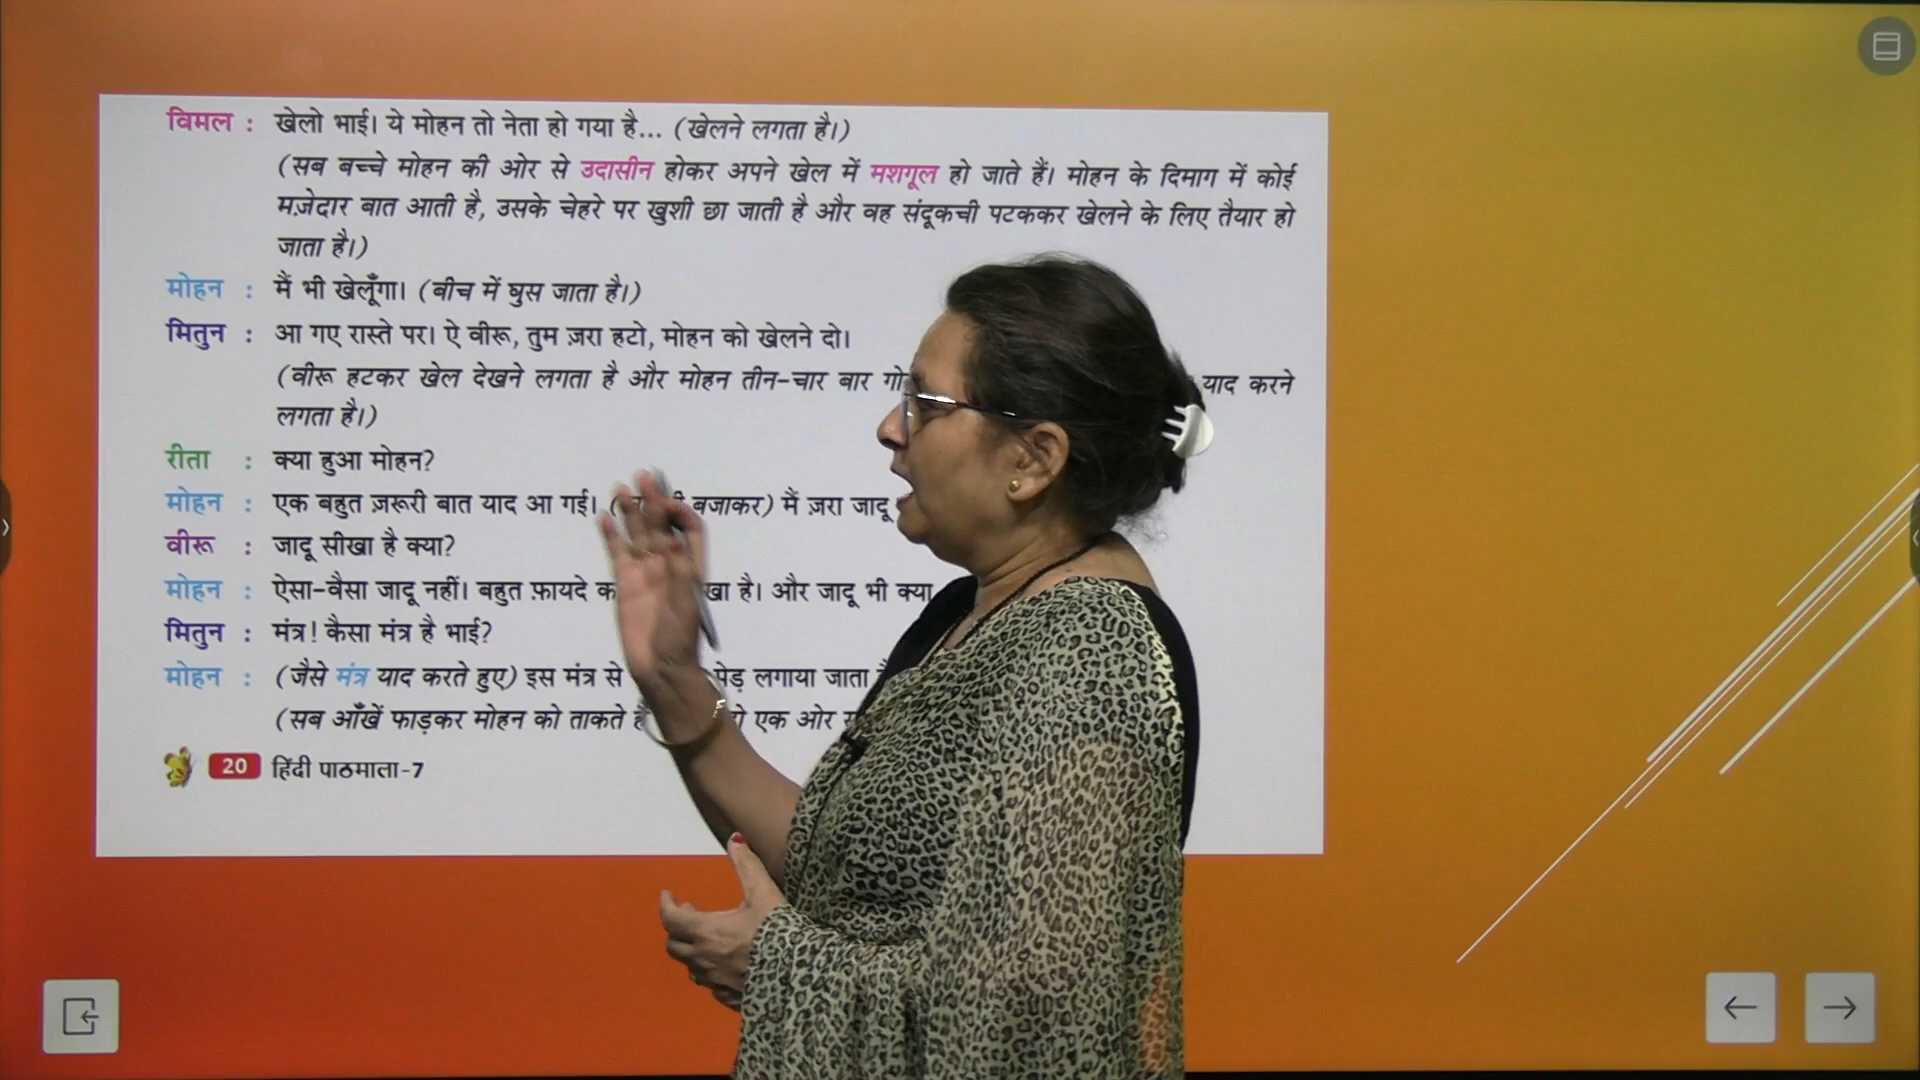 विमल : खेलो भाई। ये मोहन तो नेता हो गया है... (खेलने लगता है।)
(सब बच्चे मोहन की ओर से उदासीन होकर अपने खेल में मशगूल हो जाते हैं। मोहन के दिमाग में कोई
मज़ेदार बात आती है, उसके चेहरे पर खुशी छा जाती है और वह संदूकची पटककर खेलने के लिए तैयार हो
जाता है।)
मोहन : मैं भी खेलूँगा। (बीच में घुस जाता है।)
मितुन : आ गए रास्ते पर। ऐ वीरू, तुम ज़रा हटो, मोहन को खेलने दो।
(वीरू हटकर खेल देखने लगता है और मोहन तीन-चार बार याद करने
लगता है।)
रीता : क्या हुआ मोहन?
मोहन : एक बहुत ज़रूरी बात याद आ गई। बजाकर) मैं ज़रा जादू
वीरू : जादू सीखा है क्या?
मोहन : ऐसा-वैसा जादू नहीं। बहुत फ़ायदे है। और जादू भी क्या
मितुन : मंत्र! कैसा मंत्र है भाई?
मोहन : (जैसे मंत्र याद करते हुए) इस मंत्र से पेड़ लगाया जाता
(सब आँखें फाड़कर मोहन को ताकते एक ओर
20 हिंदी पाठमाला-7